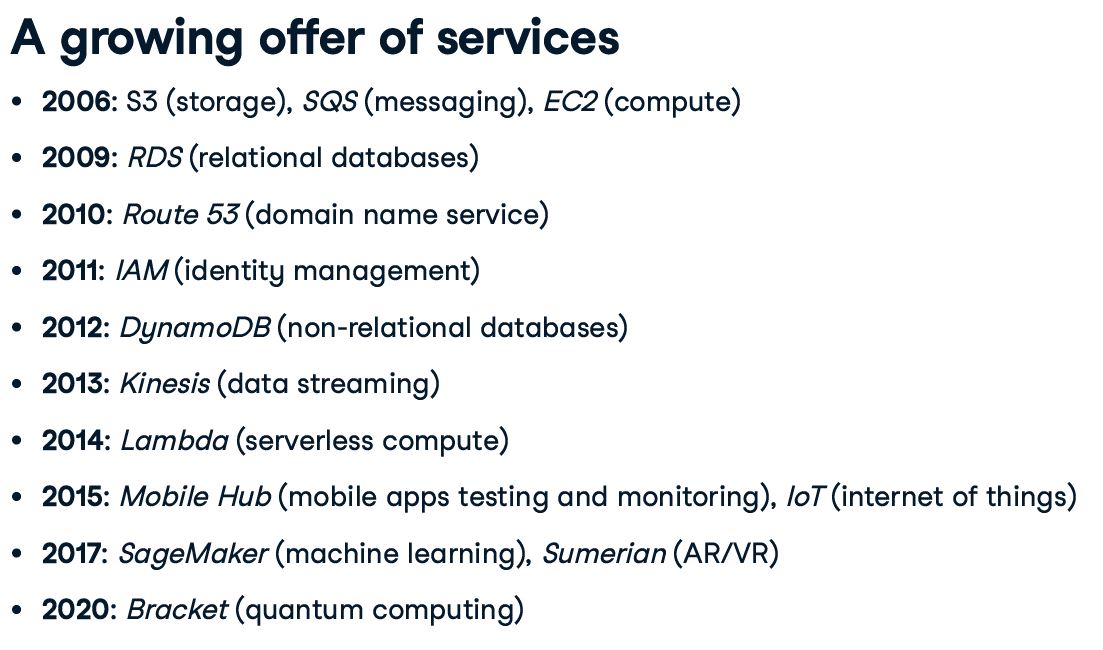 A growing offer of services
• 2006: S3 (storage), SQS (messaging), EC2 (compute)
• 2009: RDS (relational databases)
• 2010: Route 53 (domain name service)
• 2011: IAM (identity management)
• 2012: DynamoDB (non-relational databases)
• 2013: Kinesis (data streaming)
• 2014: Lambda (serverless compute)
• 2015: Mobile Hub (mobile apps testing and monitoring), IoT (internet of things)
• 2017: SageMaker (machine learning), Sumerian (AR/VR)
• 2020: Bracket (quantum computing)